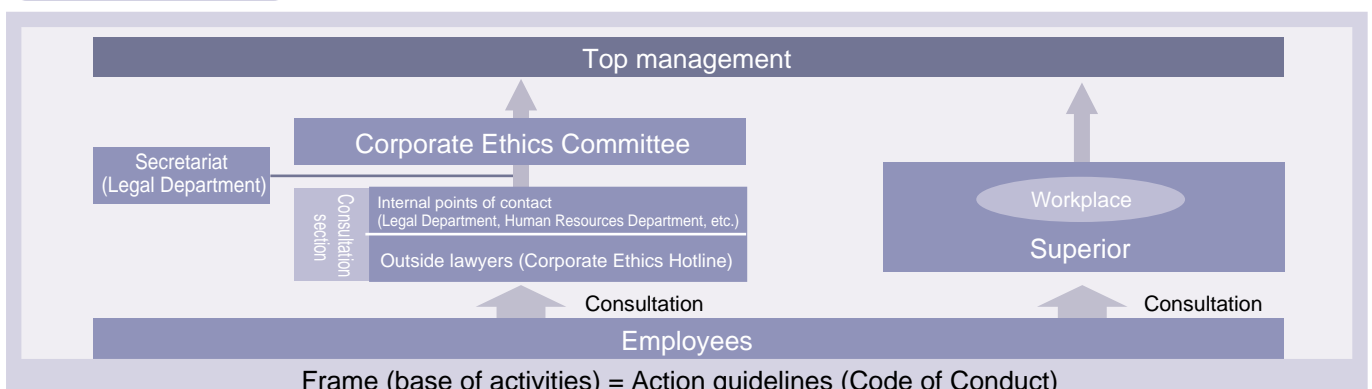 Top management
Corporate Ethics Committee
Secretariat
(Legal Department)
Consultation
section
Internal points of contact
(Legal Department, Human Resources Department, etc.)
Outside lawyers (Corporate Ethics Hotline)
Workplace
Superior
Consultation
Consultation
Employees
Frame (base of activities) = Action guidelines (Code of Conduct)